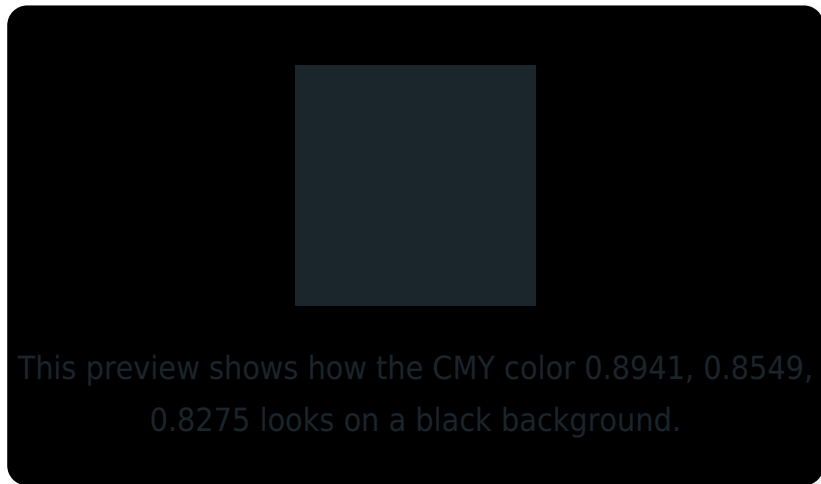 This preview shows how the CMY color 0.8941, 0.8549,
0.8275 looks on a black background.